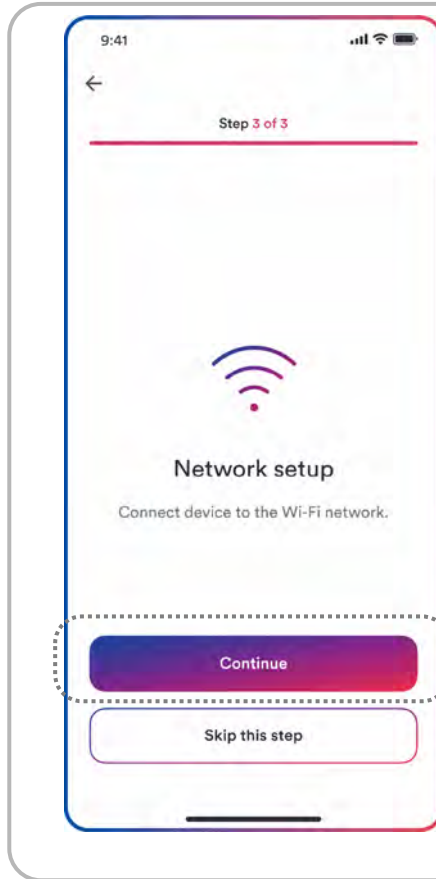 9:41
Step 3 of 3
Network setup
Connect device to the Wi-Fi network.
Continue
Skip this step